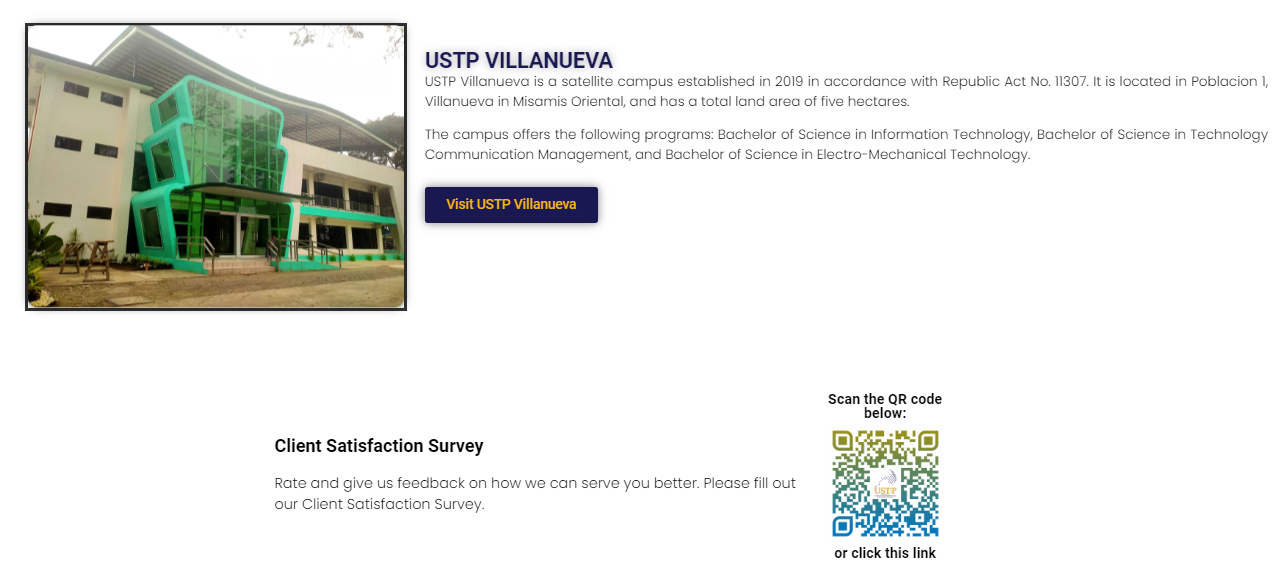 USTP VILLANUEVA
USTP Villanueva is a satellite campus established in 2019 in accordance with Republic Act No. 11307. It is located in Poblacion 1,
Villanueva in Misamis Oriental, and has a total land area of five hectares.
The campus offers the following programs: Bachelor of Science in Information Technology, Bachelor of Science in Technology
Communication Management, and Bachelor of Science in Electro-Mechanical Technology.
Visit USTP Villanueva
Client Satisfaction Survey
Rate and give us feedback on how we can serve you better. Please fill out
our Client Satisfaction Survey.
Scan the QR code
below:
USTP
or click this link